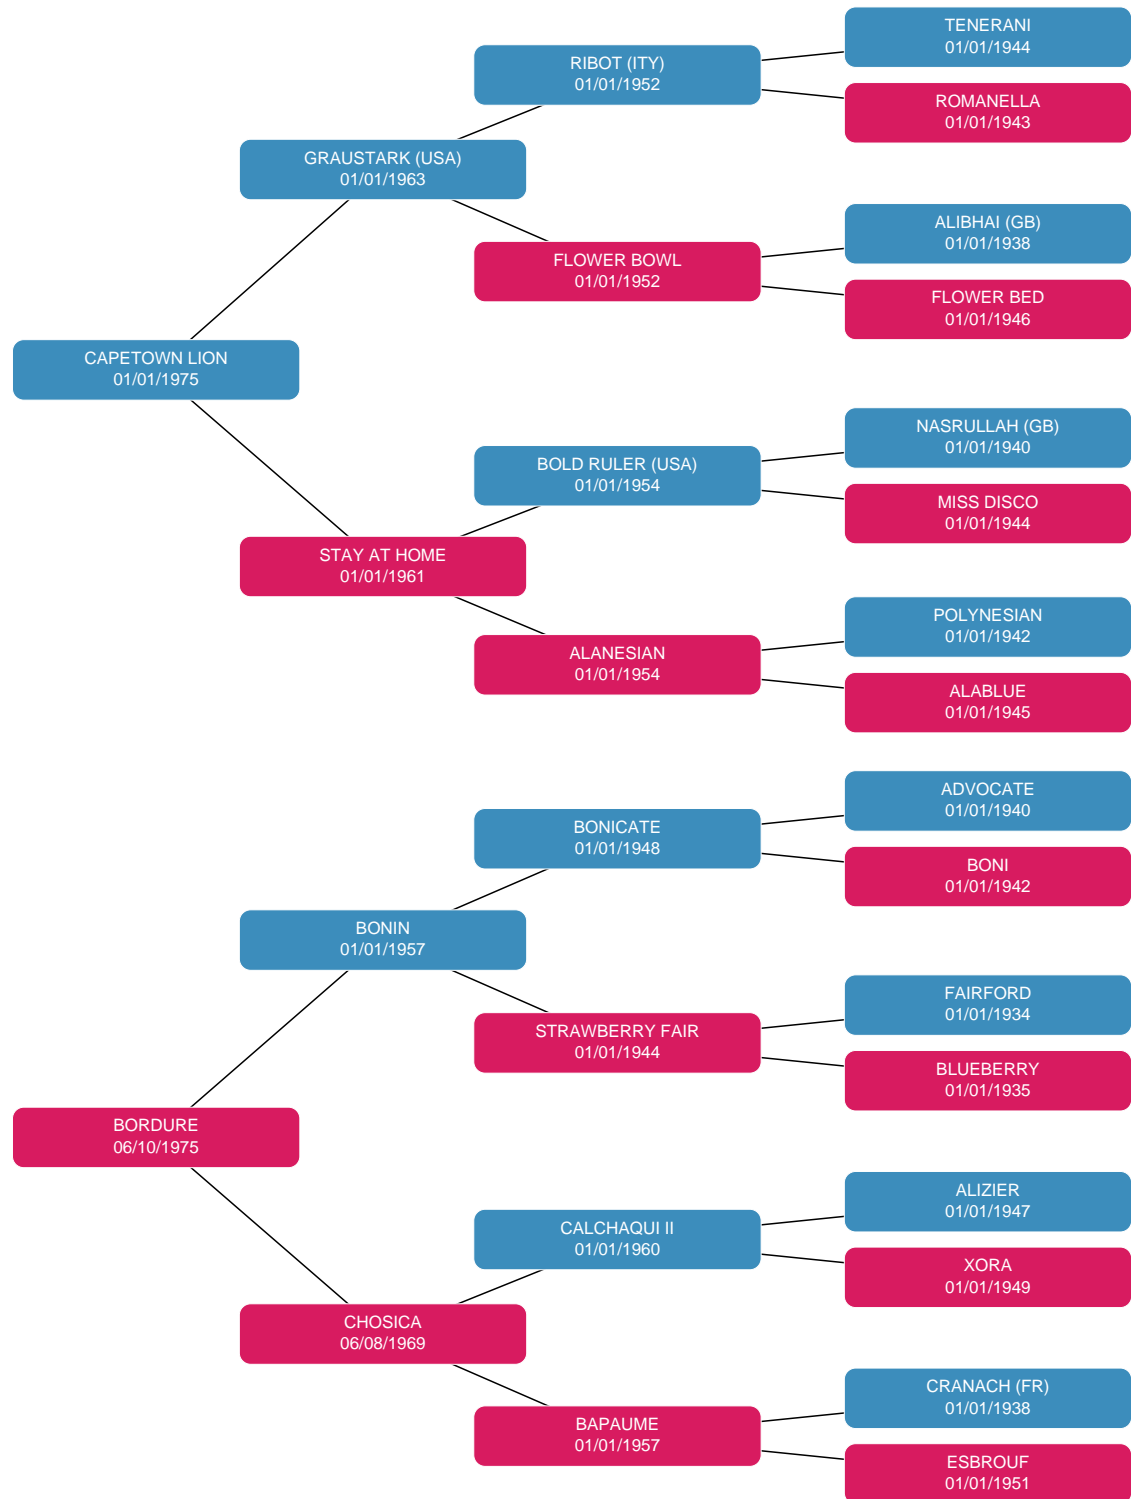 TENERANI
01/01/1944
RIBOT (ITY)
01/01/1952
ROMANELLA
01/01/1943
GRAUSTARK (USA)
01/01/1963
ALIBHAI (GB)
01/01/1938
FLOWER BOWL
01/01/1952
FLOWER BED
01/01/1946
CAPETOWN LION
01/01/1975
NASRULLAH (GB)
01/01/1940
BOLD RULER (USA)
01/01/1954
MISS DISCO
01/01/1944
STAY AT HOME
01/01/1961
POLYNESIAN
01/01/1942
ALANESIAN
01/01/1954
ALABLUE
01/01/1945
ADVOCATE
01/01/1940
BONICATE
01/01/1948
BONI
01/01/1942
BONIN
01/01/1957
FAIRFORD
01/01/1934
STRAWBERRY FAIR
01/01/1944
BLUEBERRY
01/01/1935
BORDURE
06/10/1975
ALIZIER
01/01/1947
CALCHAQUI II
01/01/1960
XORA
01/01/1949
CHOSICA
06/08/1969
CRANACH (FR)
01/01/1938
BAPAUME
01/01/1957
ESBROUF
01/01/1951